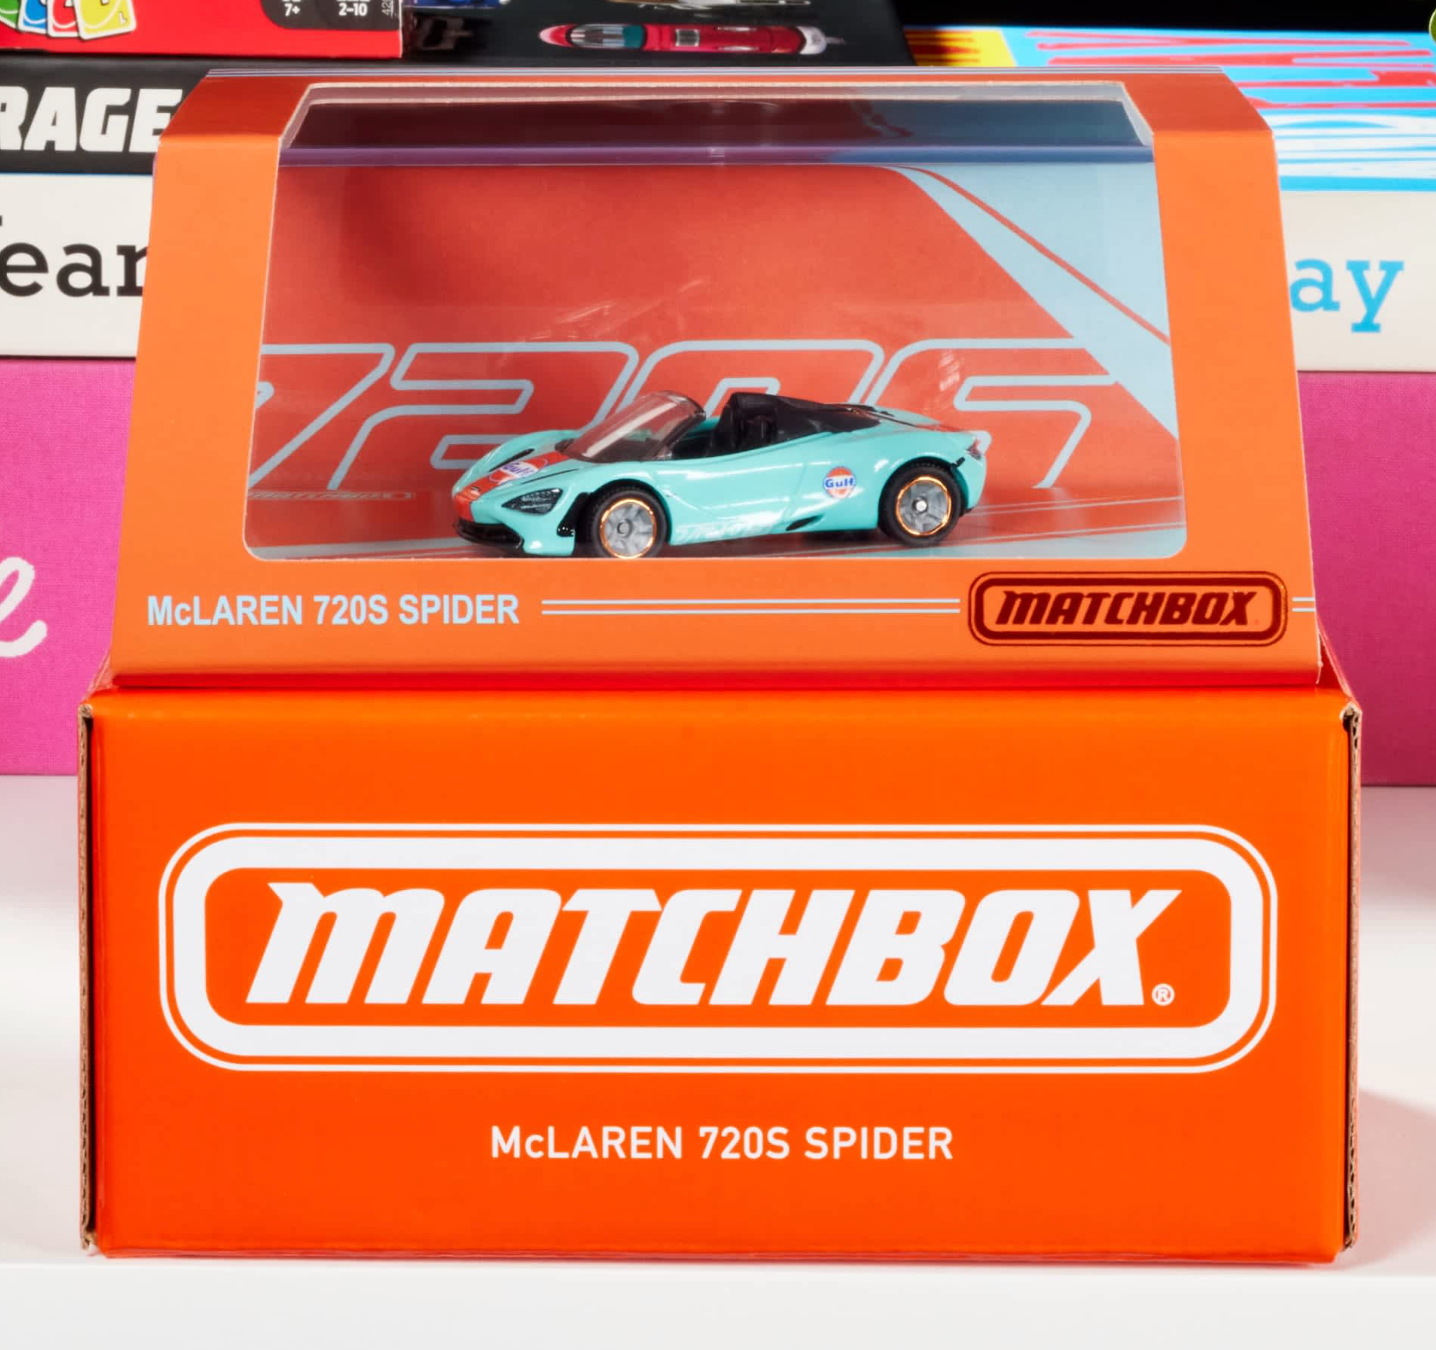 7+
2-10
RAGE
ear
ay
720S
Gulf
Gulf
McLAREN 720S SPIDER
MATCHBOX
MATCHBOX®
McLAREN 720S SPIDER